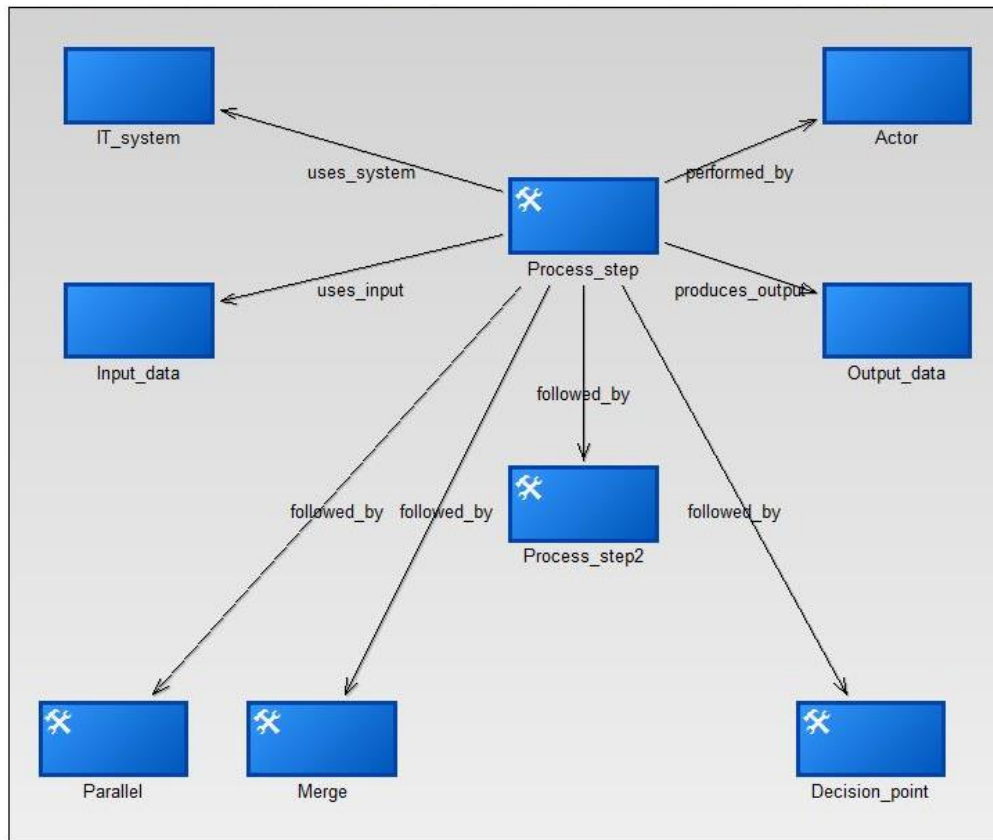 IT_system
Actor
uses_system
performed_by
Process_step
uses_input
produces_output
Input_data
Output_data
followed_by
followed_by
followed_by
followed_by
Process_step2
Parallel
Merge
Decision_point